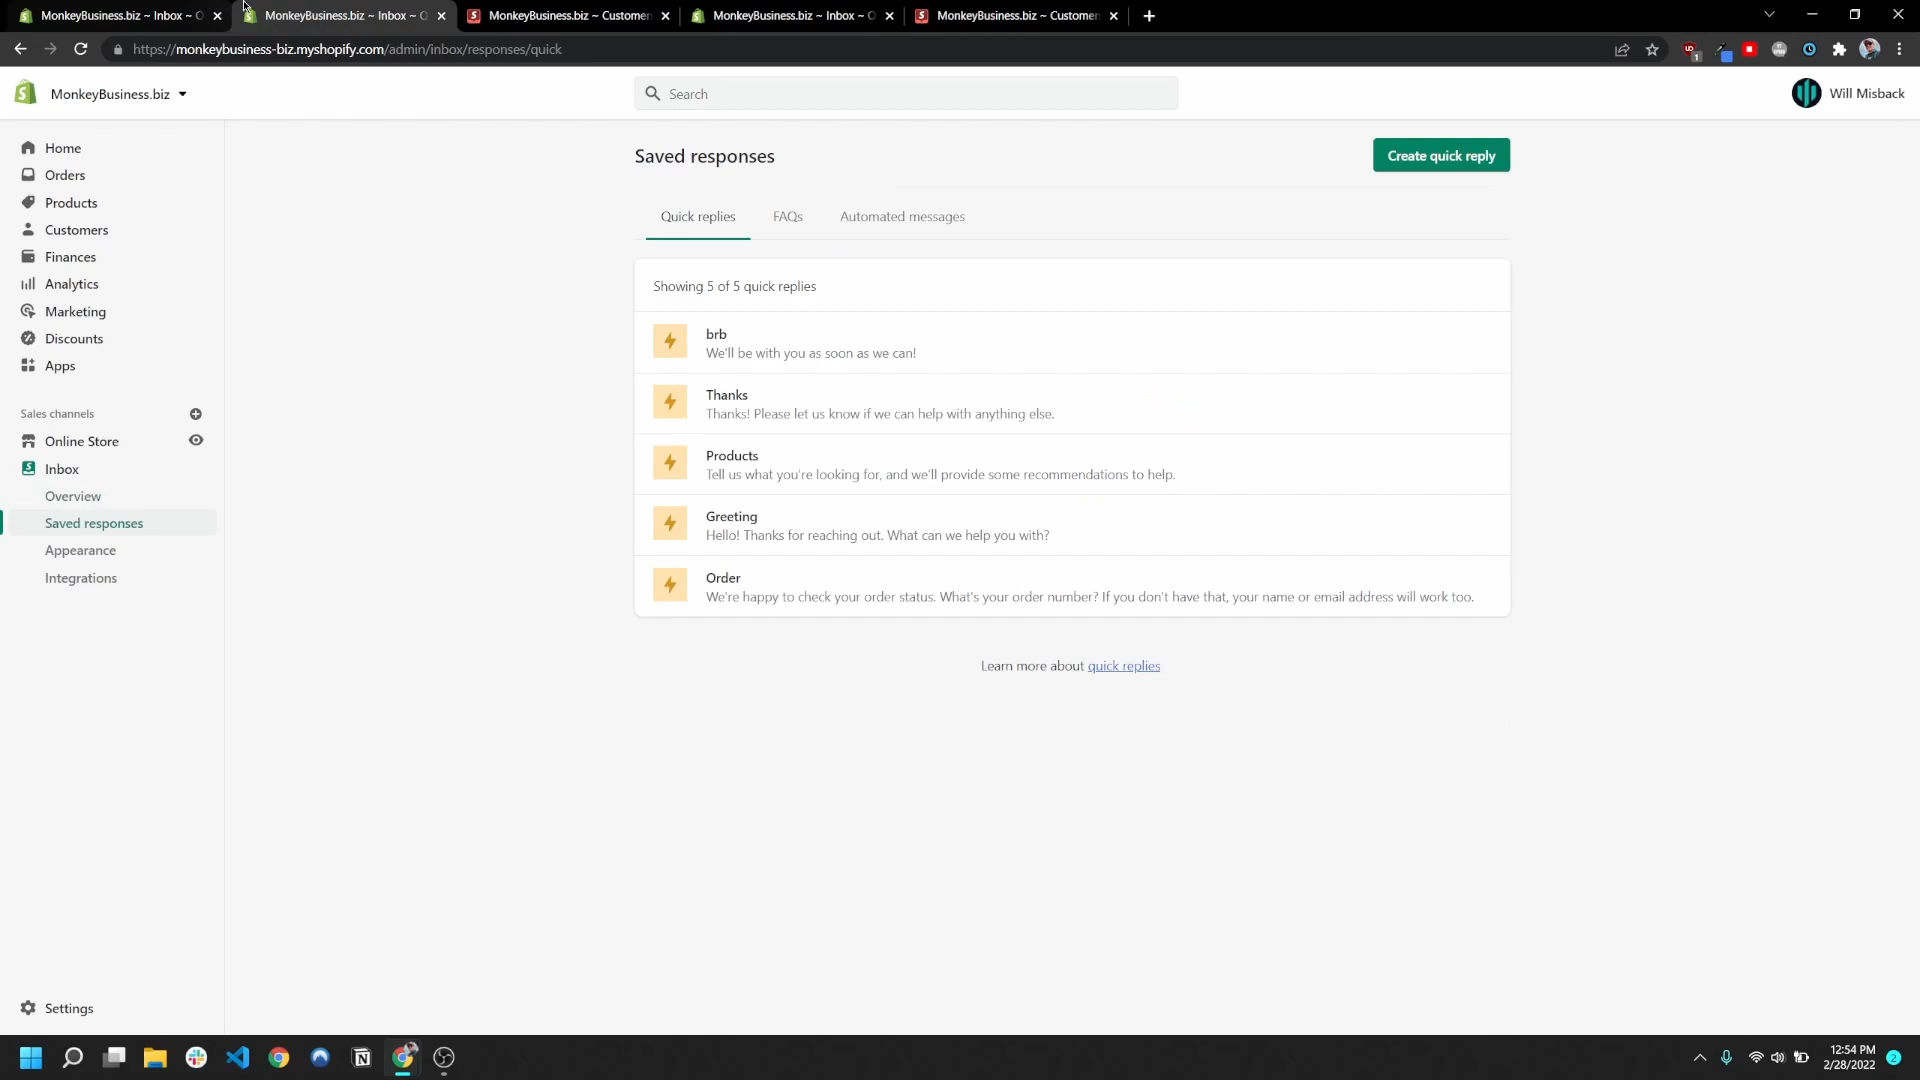 MonkeyBusiness.biz ~ Inbox ~ O
MonkeyBusiness.biz ~ Inbox ~ O
MonkeyBusiness.biz ~ Customer
MonkeyBusiness.biz ~ Inbox ~ O
MonkeyBusiness.biz ~ Customer
https://monkeybusiness-biz.myshopify.com/admin/inbox/responses/quick
MonkeyBusiness.biz
Search
Will Misback
Home
Orders
Products
Customers
Finances
Analytics
Marketing
Discounts
Apps
Sales channels
Online Store
Inbox
Overview
Saved responses
Appearance
Integrations
Settings
Saved responses
Create quick reply
Quick replies
FAQs
Automated messages
Showing 5 of 5 quick replies
brb
We'll be with you as soon as we can!
Thanks
Thanks! Please let us know if we can help with anything else.
Products
Tell us what you're looking for, and we'll provide some recommendations to help.
Greeting
Hello! Thanks for reaching out. What can we help you with?
Order
We're happy to check your order status. What's your order number? If you don't have that, your name or email address will work too.
Learn more about quick replies
12:54 PM
2/28/2022
2